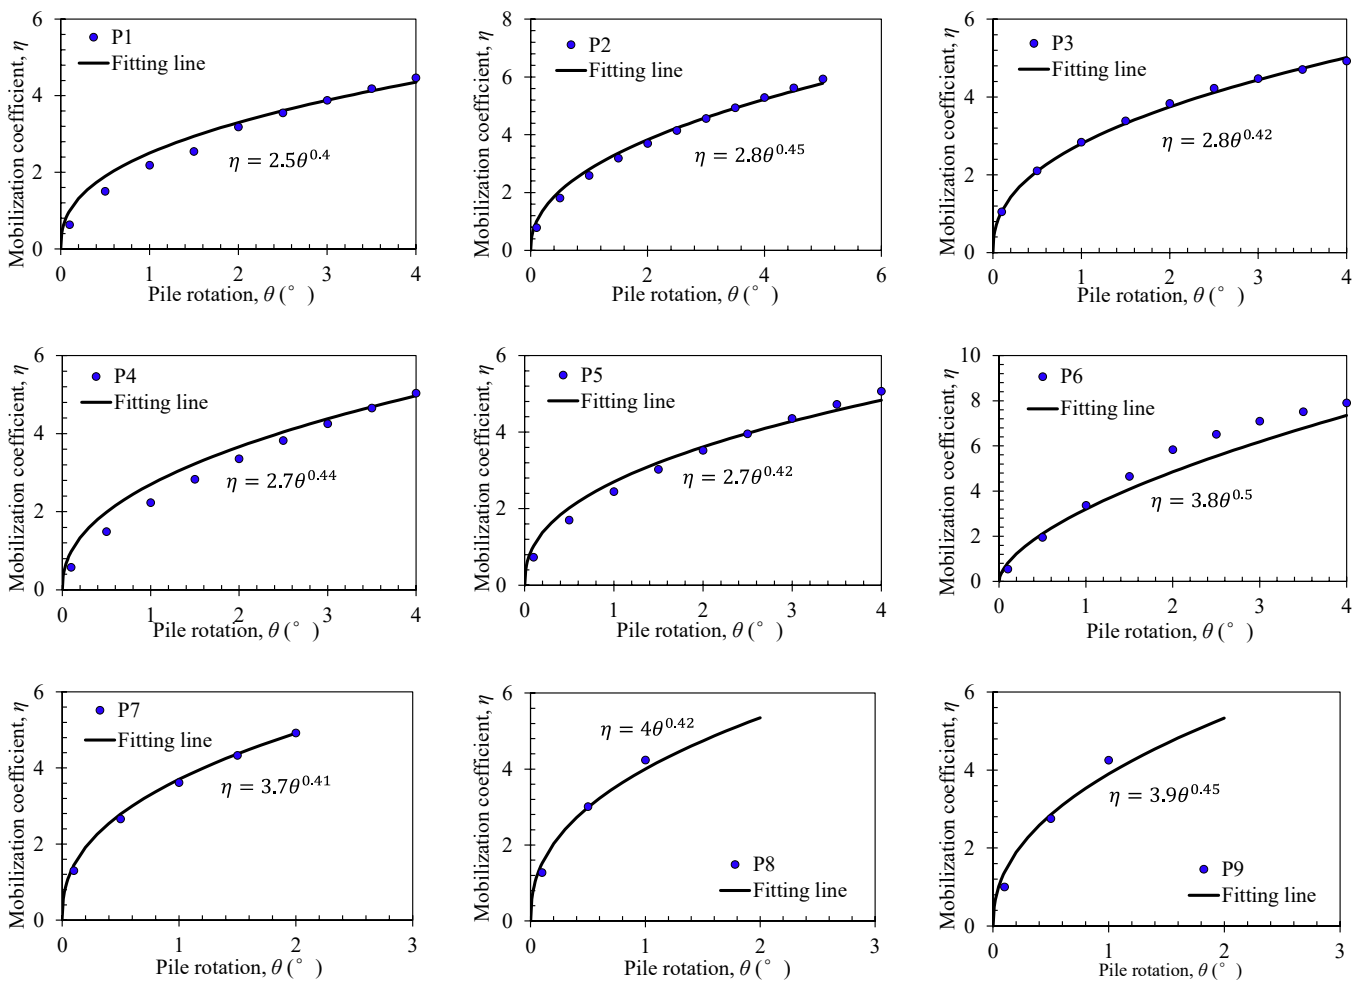 Mobilization coefficient, η
6
4
2
0
P1
Fitting line
η = 2.5θ^0.4
0 1 2 3 4
Pile rotation, θ (°)
Mobilization coefficient, η
8
6
4
2
0
P2
Fitting line
η = 2.8θ^0.45
0 2 4 6
Pile rotation, θ (°)
Mobilization coefficient, η
6
4
2
0
P3
Fitting line
η = 2.8θ^0.42
0 1 2 3 4
Pile rotation, θ (°)
Mobilization coefficient, η
6
4
2
0
P4
Fitting line
η = 2.7θ^0.44
0 1 2 3 4
Pile rotation, θ (°)
Mobilization coefficient, η
6
4
2
0
P5
Fitting line
η = 2.7θ^0.42
0 1 2 3 4
Pile rotation, θ (°)
Mobilization coefficient, η
10
8
6
4
2
0
P6
Fitting line
η = 3.8θ^0.5
0 1 2 3 4
Pile rotation, θ (°)
Mobilization coefficient, η
6
4
2
0
P7
Fitting line
η = 3.7θ^0.41
0 1 2 3
Pile rotation, θ (°)
Mobilization coefficient, η
6
4
2
0
η = 4θ^0.42
P8
Fitting line
0 1 2 3
Pile rotation, θ (°)
Mobilization coefficient, η
6
4
2
0
η = 3.9θ^0.45
P9
Fitting line
0 1 2 3
Pile rotation, θ (°)